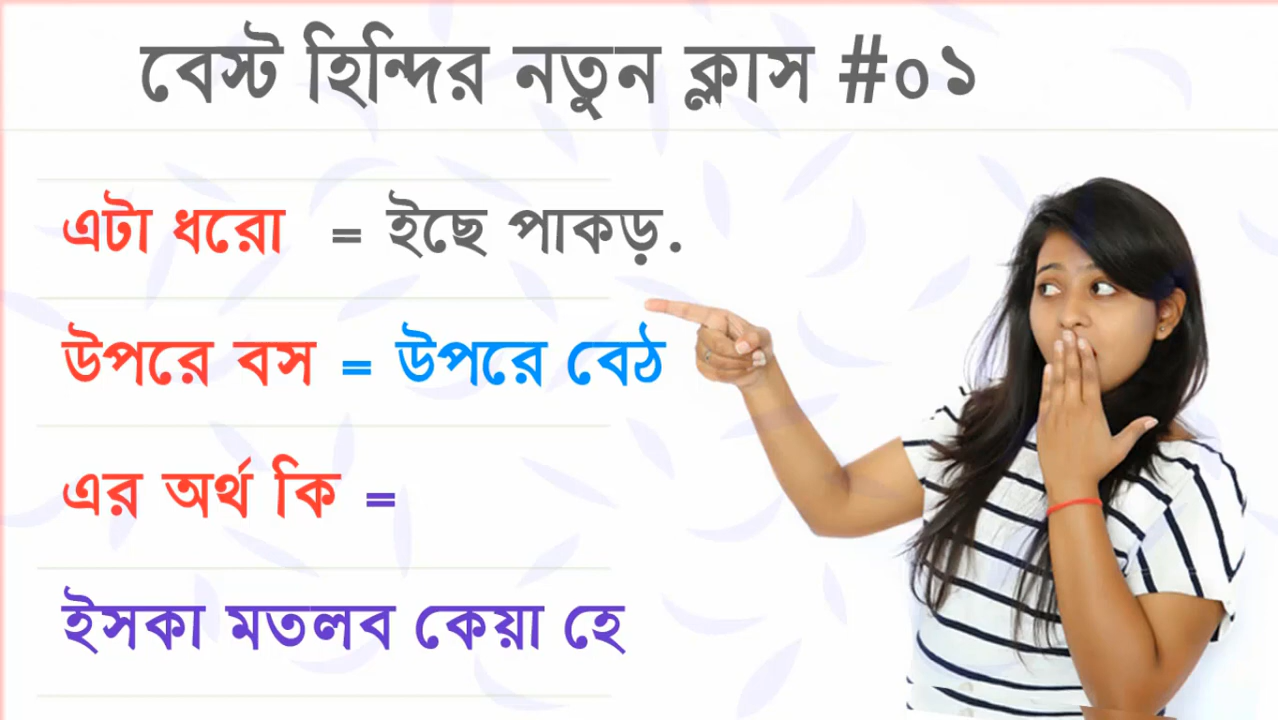 বেস্ট হিন্দির নতুন ক্লাস #০১
এটা ধরো = ইছে পাকড়.
উপরে বস = উপরে বেঠ
এর অর্থ কি =
ইসকা মতলব কেয়া হে